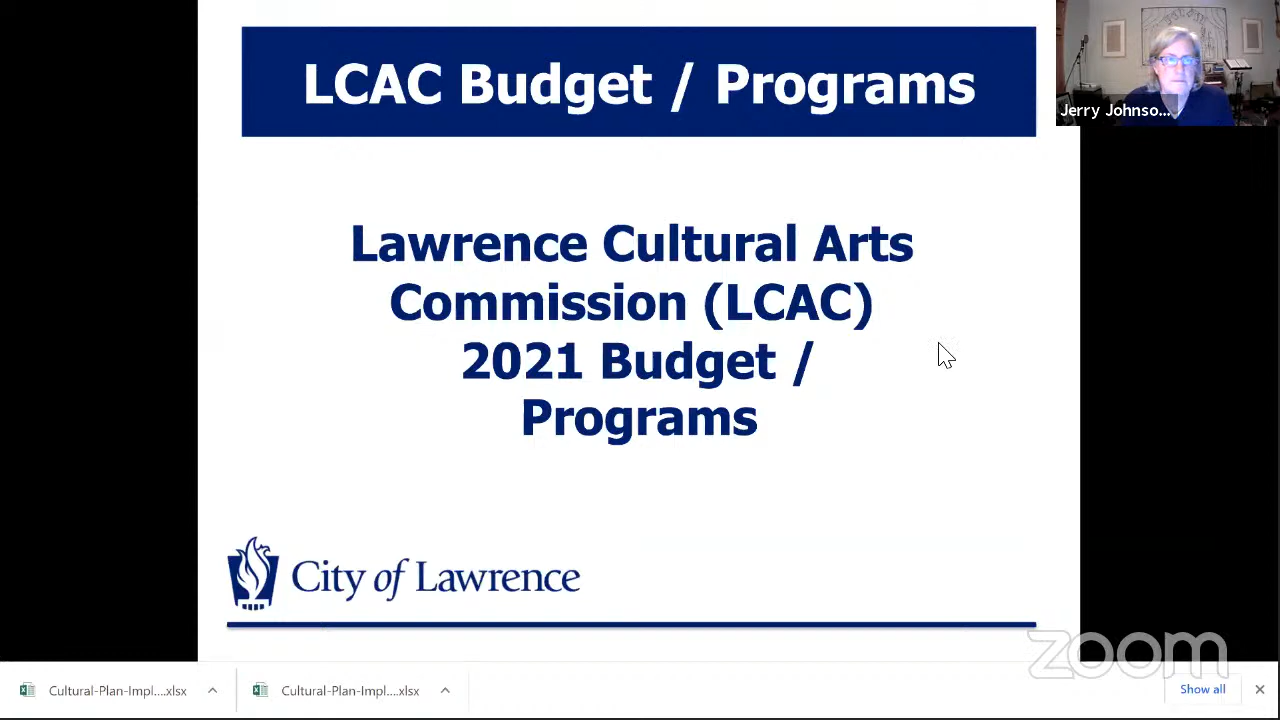 LCAC Budget / Programs
Jerry Johnso...
Lawrence Cultural Arts
Commission (LCAC)
2021 Budget /
Programs
City of Lawrence
zoom
Cultural-Plan-Impl....xlsx
Cultural-Plan-Impl....xlsx
Show all